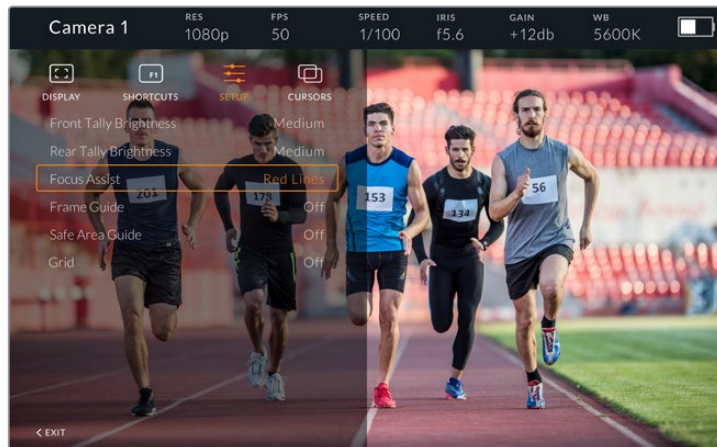 Camera 1
RES FPS SPEED IRIS GAIN WB
1080p 50 1/100 f5.6 +12db 5600K
F1
DISPLAY SHORTCUTS SETUP CURSORS
Front Tally Brightness Medium
Rear Tally Brightness Medium
Focus Assist Red Lines
Frame Guide Off
Safe Area Guide Off
Grid Off
201 178 153 134 56
< EXIT